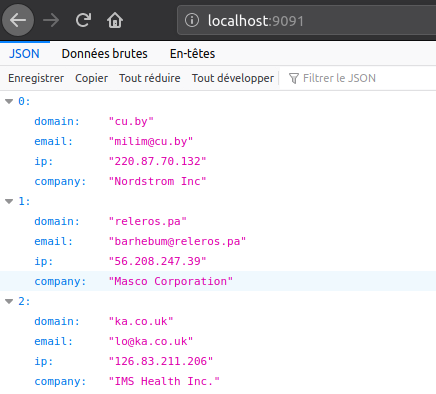 localhost:9091
JSON Données brutes En-têtes
Enregistrer Copier Tout réduire Tout développer Filtrer le JSON
0:
domain: "cu.by"
email: "milim@cu.by"
ip: "220.87.70.132"
company: "Nordstrom Inc"
1:
domain: "releros.pa"
email: "barhebum@releros.pa"
ip: "56.208.247.39"
company: "Masco Corporation"
2:
domain: "ka.co.uk"
email: "lo@ka.co.uk"
ip: "126.83.211.206"
company: "IMS Health Inc."